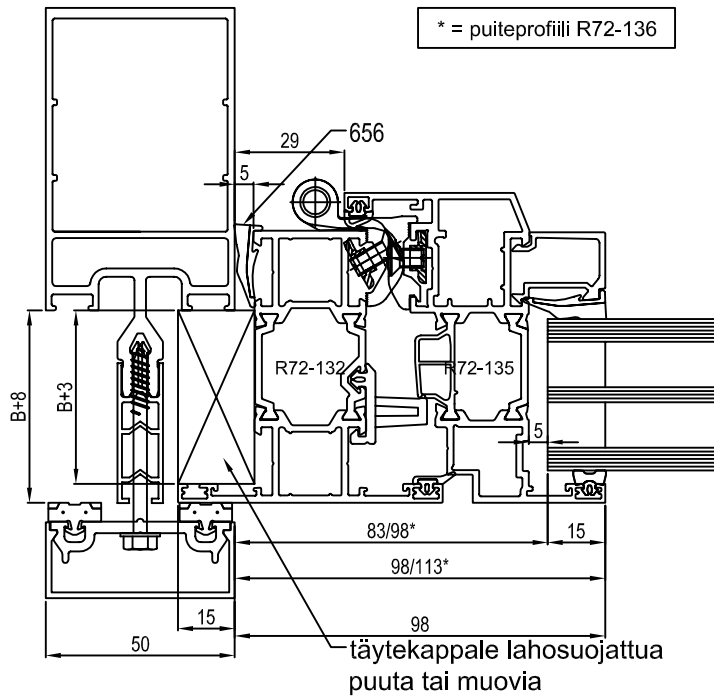 * = puiteprofiili R72-136
656
29
5
R72-132
R72-135
B+8
B+3
5
83/98*
15
98/113*
15
98
50
täytekappale lahosuojattua
puuta tai muovia